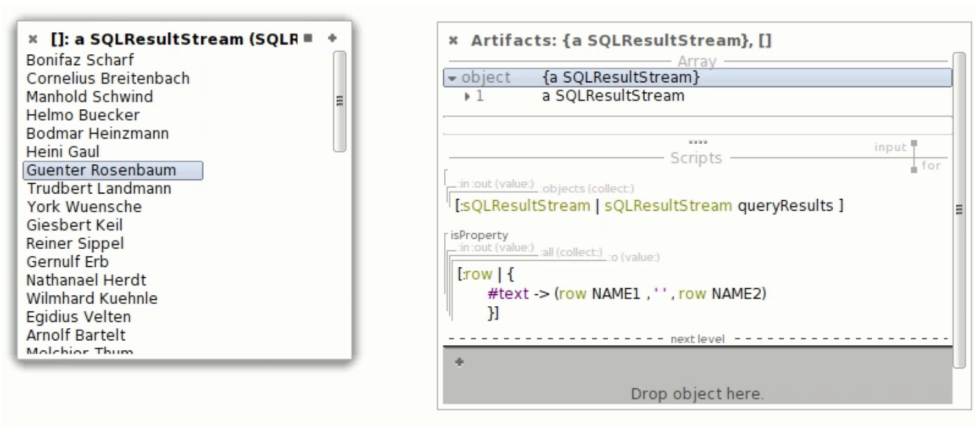 []: a SQLResultStream (SQLR
Bonifaz Scharf
Cornelius Breitenbach
Manhold Schwind
Helmo Buecker
Bodmar Heinzmann
Heini Gaul
Guenter Rosenbaum
Trudbert Landmann
York Wuensche
Giesbert Keil
Reiner Sippel
Gernulf Erb
Nathanael Herdt
Wilmhard Kuehnle
Egidius Velten
Arnolf Bartelt
Melchior Thum
Artifacts: {a SQLResultStream}, []
Array
object {a SQLResultStream}
1 a SQLResultStream
Scripts
input
for
:in :out (value:) :objects (collect:)
[:sQLResultStream | sQLResultStream queryResults ]
isProperty
:in :out (value:) :all (collect:) :o (value:)
[:row | {
#text -> (row NAME1 , ' ' , row NAME2)
}]
next level
Drop object here.